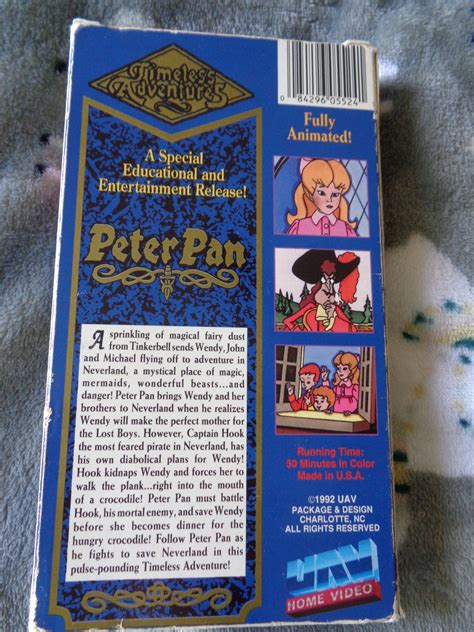 Timeless
Adventures
0 84296 05524
A Special
Educational and
Entertainment Release!
Peter Pan
A sprinkling of magical fairy dust
from Tinkerbell sends Wendy, John
and Michael flying off to adventure in
Neverland, a mystical place of magic,
mermaids, wonderful beasts...and
danger! Peter Pan brings Wendy and her
brothers to Neverland when he realizes
Wendy will make the perfect mother for
the Lost Boys. However, Captain Hook
the most feared pirate in Neverland, has
his own diabolical plans for Wendy!
Hook kidnaps Wendy and forces her to
walk the plank...right into the mouth
of a crocodile! Peter Pan must battle
Hook, his mortal enemy, and save Wendy
before she becomes dinner for the
hungry crocodile! Follow Peter Pan as
he fights to save Neverland in this
pulse-pounding Timeless Adventure!
Fully
Animated!
Running Time:
50 Minutes in Color
Made in U.S.A.
©1992 UAV
PACKAGE & DESIGN
CHARLOTTE, NC
ALL RIGHTS RESERVED
UAV
HOME VIDEO